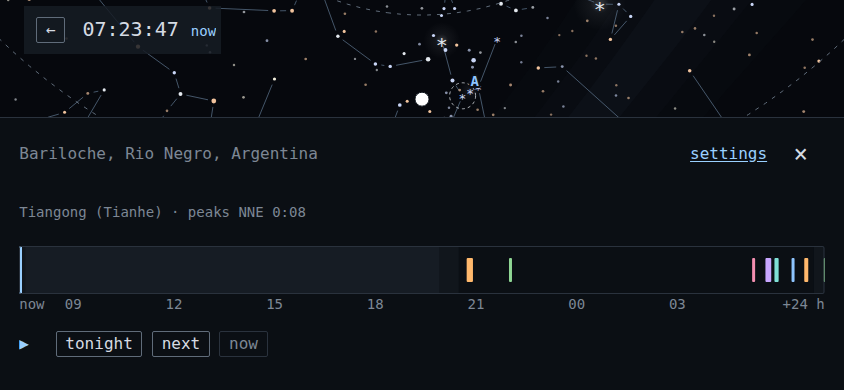 ← 07:23:47 now
A
Bariloche, Rio Negro, Argentina settings ×
Tiangong (Tianhe) · peaks NNE 0:08
now 09 12 15 18 21 00 03 +24 h
▶ tonight next now